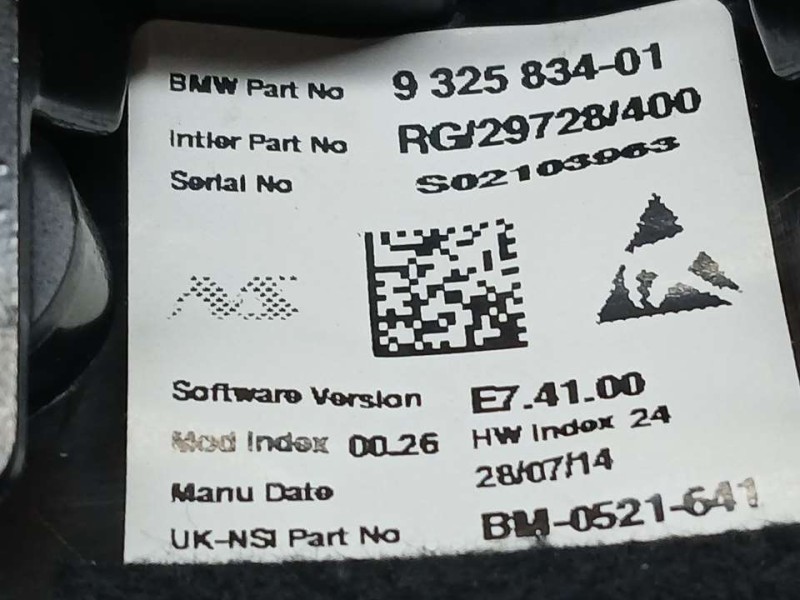 BMW Part No 9 325 834-01
Intier Part No RG/29728/400
Serial No S02103963
NS
Software Version E7.41.00
Mod Index 00.26 HW Index 24
Manu Date 28/07/14
UK-NSI Part No BM-0521-641